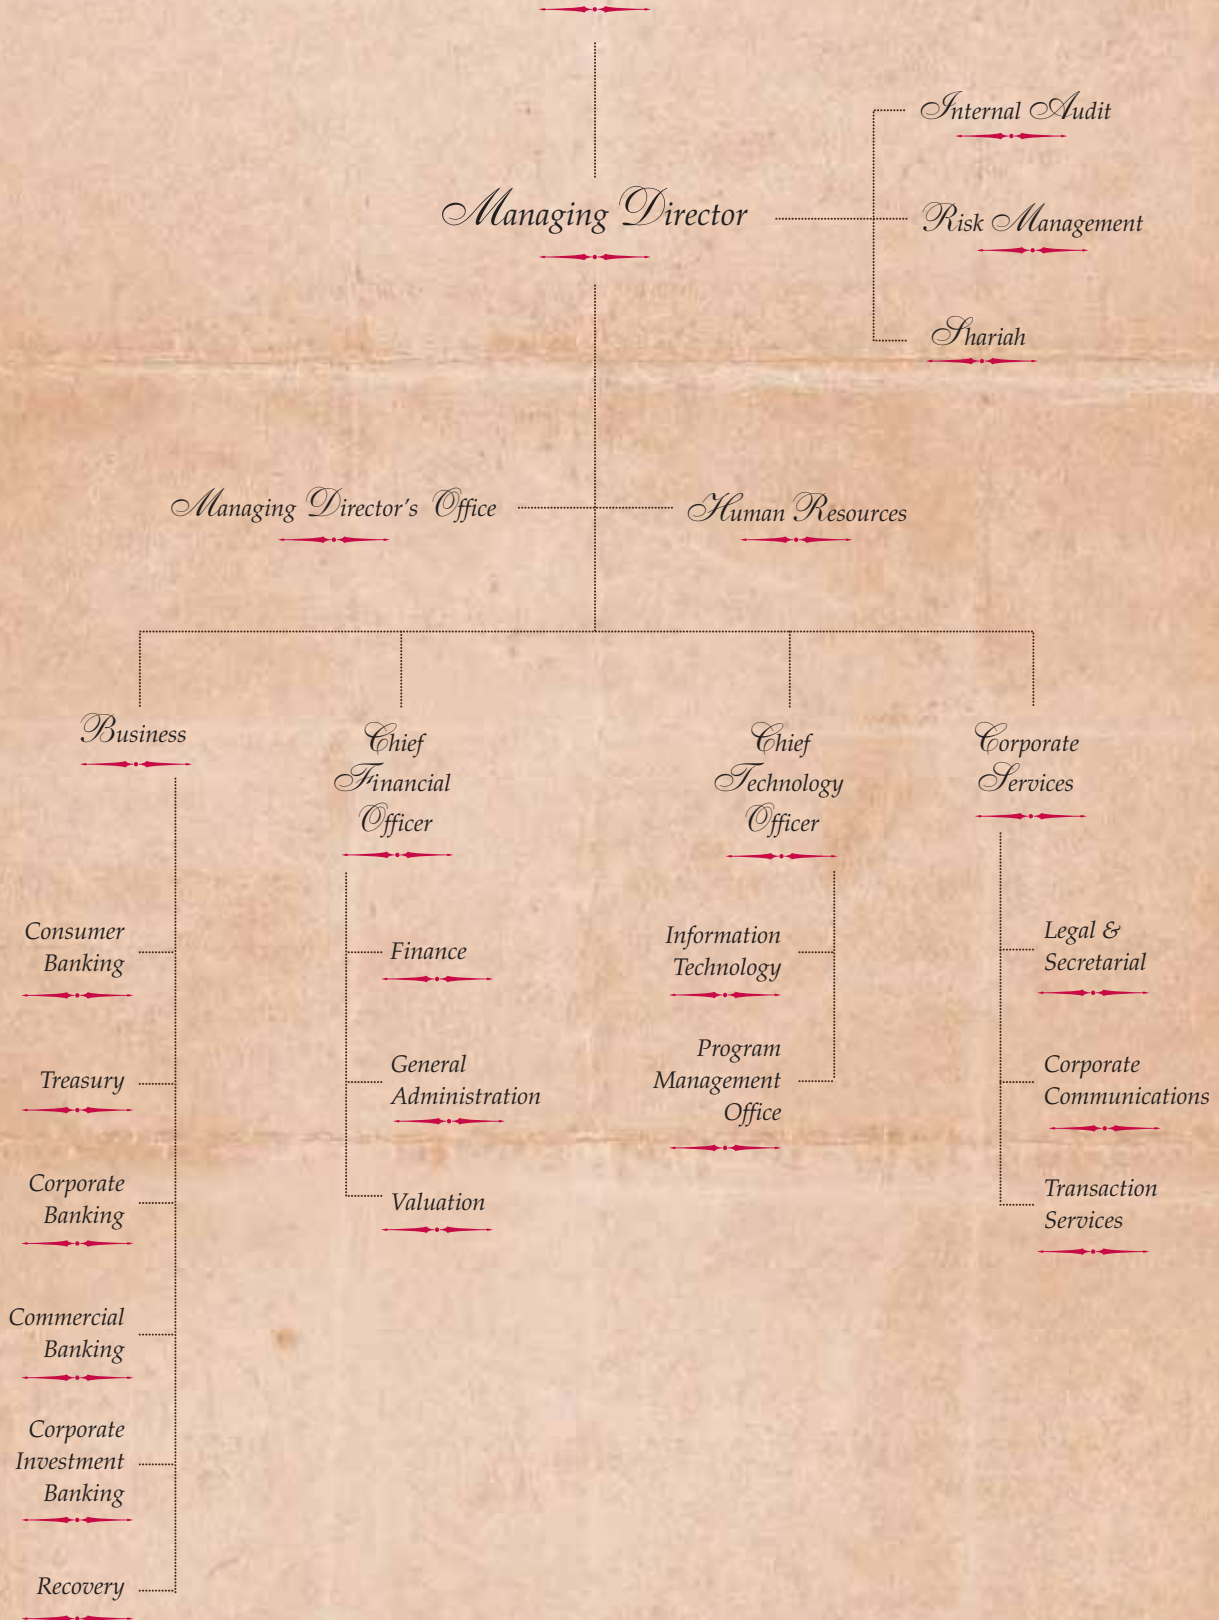 Internal Audit
Managing Director
Risk Management
Shariah
Managing Director's Office
Human Resources
Business
Chief
Financial
Officer
Chief
Technology
Officer
Corporate
Services
Consumer
Banking
Treasury
Corporate
Banking
Commercial
Banking
Corporate
Investment
Banking
Recovery
Finance
General
Administration
Valuation
Information
Technology
Program
Management
Office
Legal &
Secretarial
Corporate
Communications
Transaction
Services